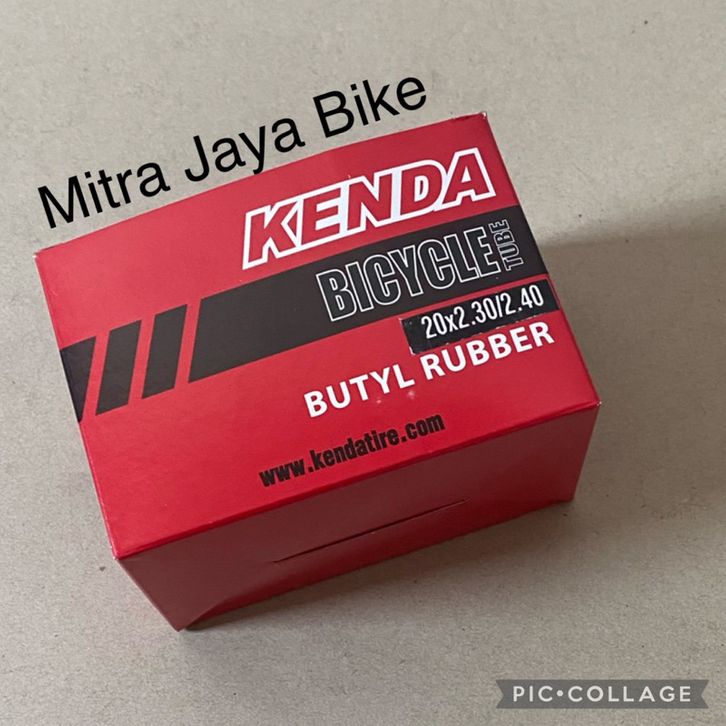 Mitra Jaya Bike
KENDA
BICYCLE TUBE
20x2.30/2.40
BUTYL RUBBER
www.kendatire.com
PIC•COLLAGE